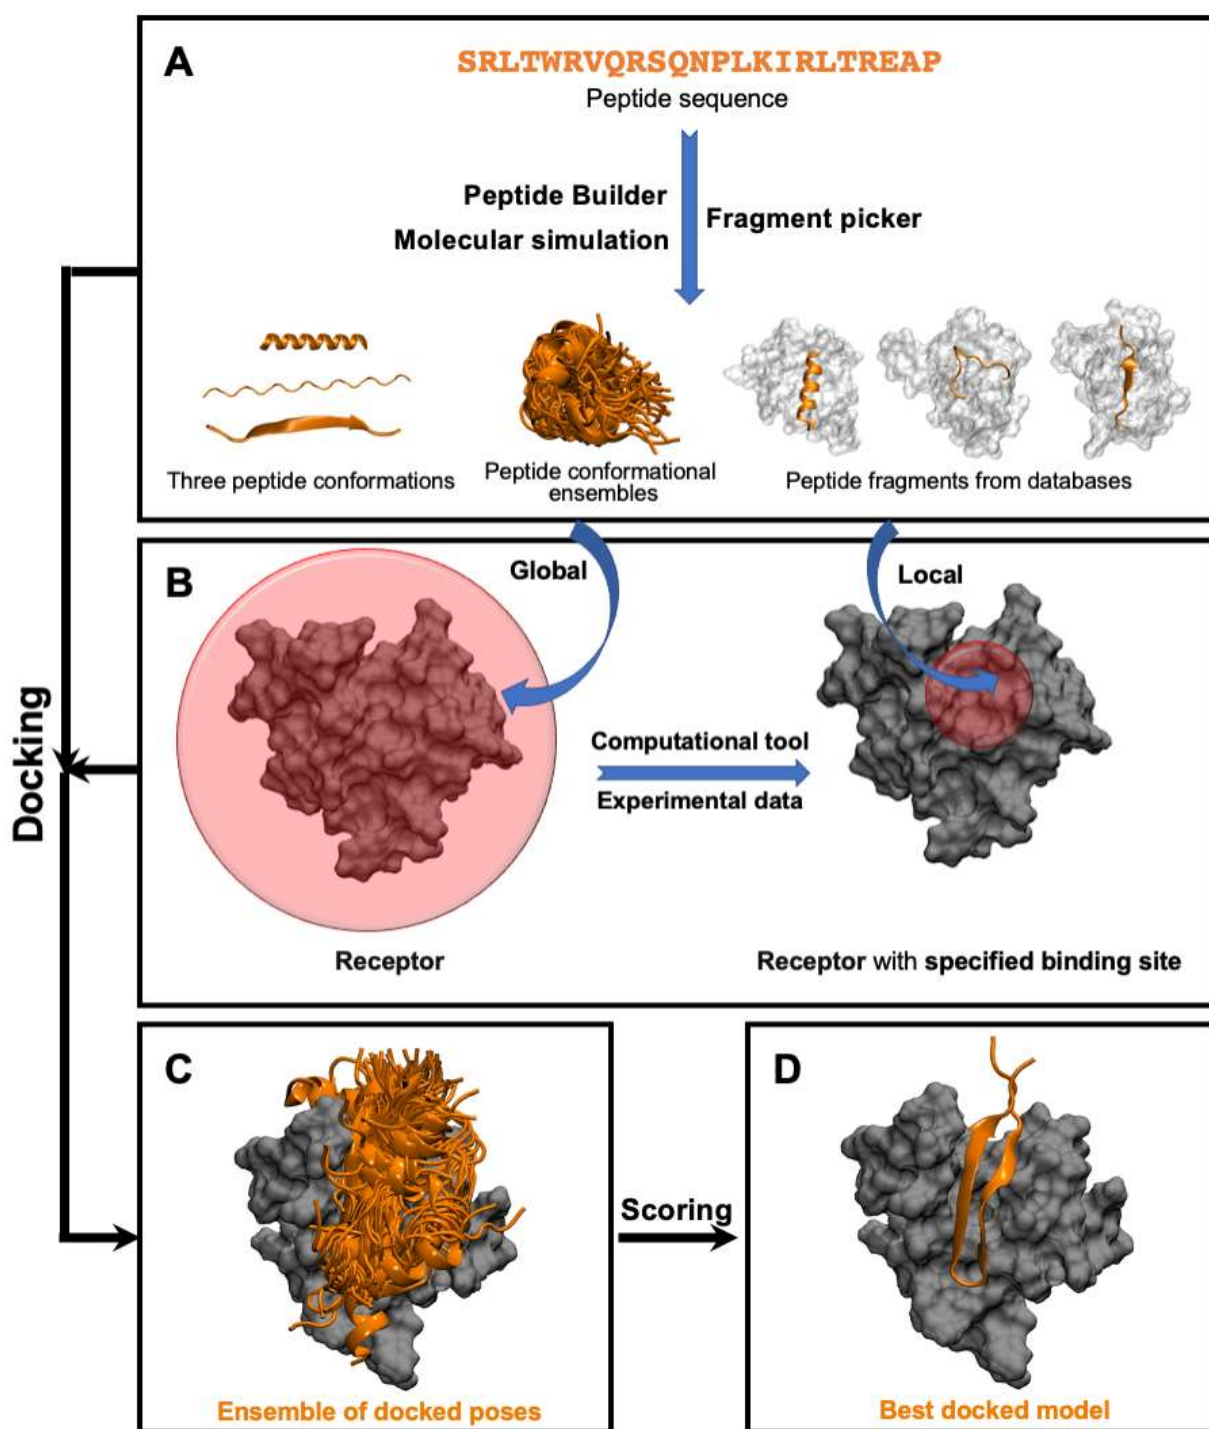 A
SRLTWRVQRSQNPLKIRLTREAP
Peptide sequence
Peptide Builder
Molecular simulation
Fragment picker
Three peptide conformations
Peptide conformational
ensembles
Peptide fragments from databases
B
Global
Local
Computational tool
Experimental data
Receptor
Receptor with specified binding site
Docking
C
Ensemble of docked poses
Scoring
D
Best docked model